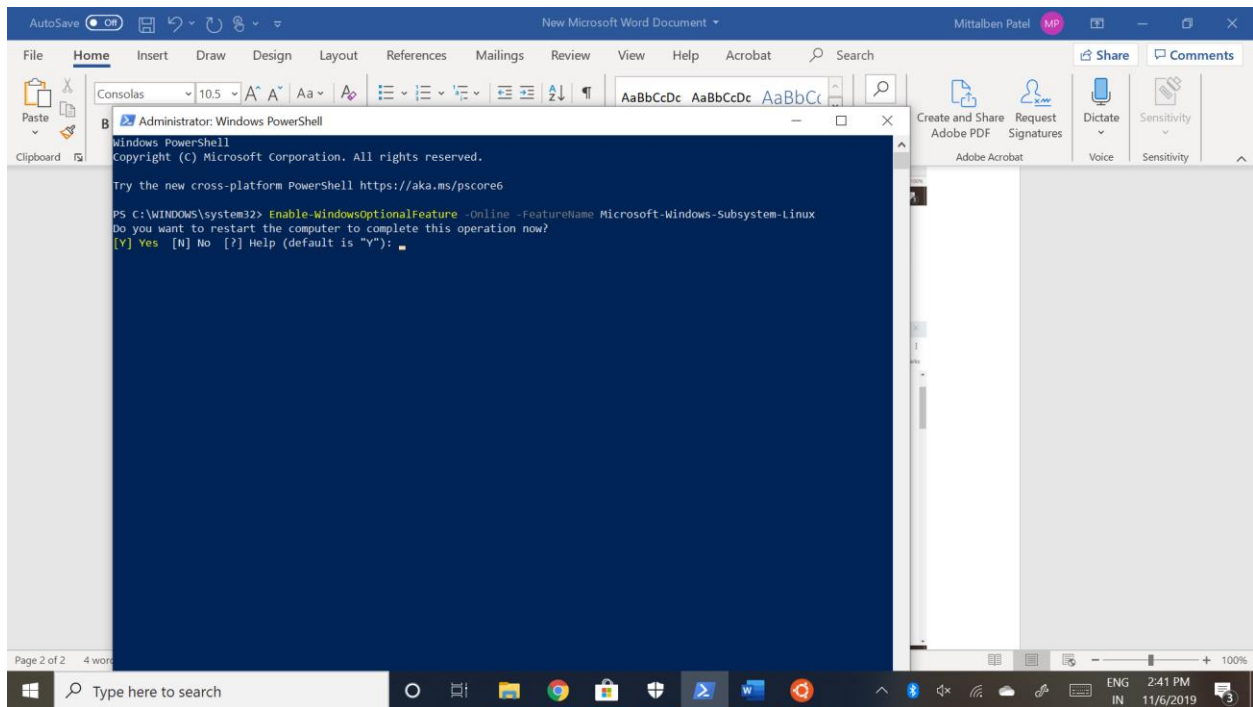 AutoSave Off New Microsoft Word Document Mittalben Patel MP
File Home Insert Draw Design Layout References Mailings Review View Help Acrobat Search Share Comments
Paste Consolas 10.5 A^ A˅ Aa A AaBbCcDc AaBbCcDc AaBbCc Create and Share Adobe PDF Request Signatures Dictate Sensitivity
B
Clipboard Adobe Acrobat Voice Sensitivity
Administrator: Windows PowerShell
Windows PowerShell
Copyright (C) Microsoft Corporation. All rights reserved.
Try the new cross-platform PowerShell https://aka.ms/pscore6
PS C:\WINDOWS\system32> Enable-WindowsOptionalFeature -Online -FeatureName Microsoft-Windows-Subsystem-Linux
Do you want to restart the computer to complete this operation now?
[Y] Yes [N] No [?] Help (default is "Y"):
Page 2 of 2 4 word 100%
Type here to search ENG 2:41 PM
IN 11/6/2019 3